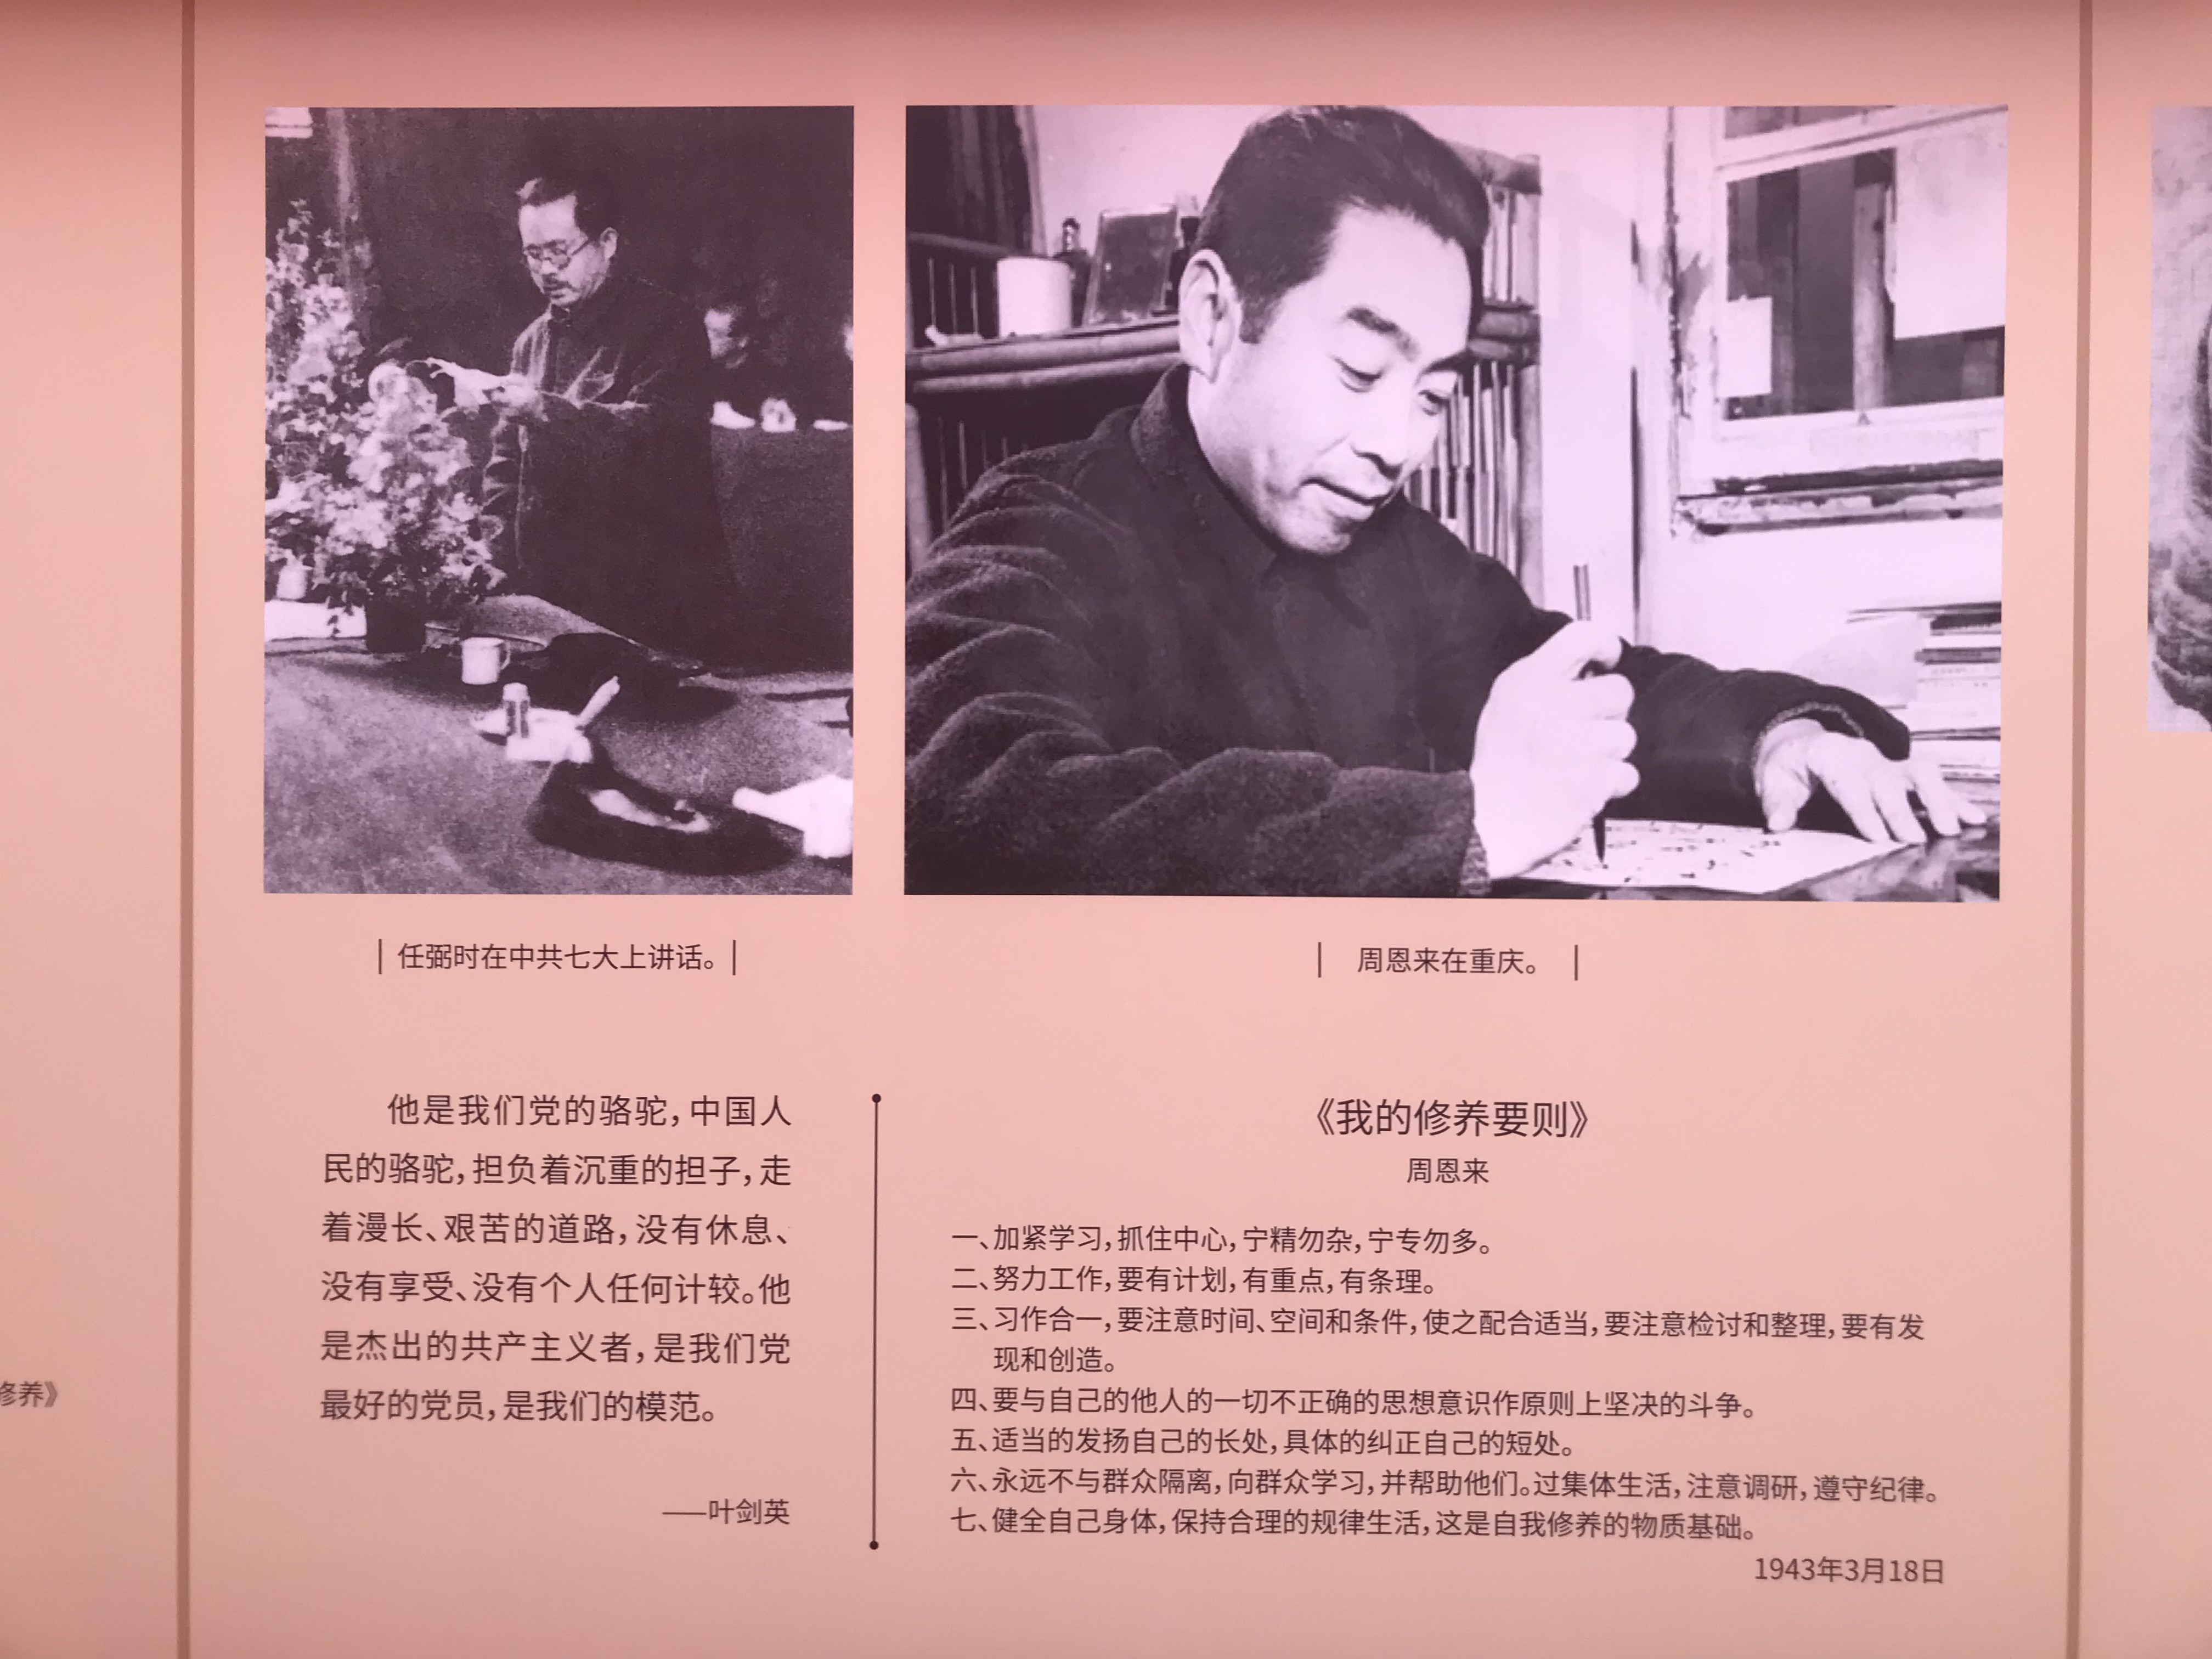 任弼时在中共七大上讲话。
周恩来在重庆。
他是我们党的骆驼，中国人
民的骆驼，担负着沉重的担子，走
着漫长、艰苦的道路，没有休息、
没有享受、没有个人任何计较。他
是杰出的共产主义者，是我们党
最好的党员，是我们的模范。
——叶剑英
《我的修养要则》
周恩来
一、加紧学习，抓住中心，宁精勿杂，宁专勿多。
二、努力工作，要有计划，有重点，有条理。
三、习作合一，要注意时间、空间和条件，使之配合适当，要注意检讨和整理，要有发
现和创造。
四、要与自己的他人的一切不正确的思想意识作原则上坚决的斗争。
五、适当的发扬自己的长处，具体的纠正自己的短处。
六、永远不与群众隔离，向群众学习，并帮助他们。过集体生活，注意调研，遵守纪律。
七、健全自己身体，保持合理的规律生活，这是自我修养的物质基础。
1943年3月18日
修养》